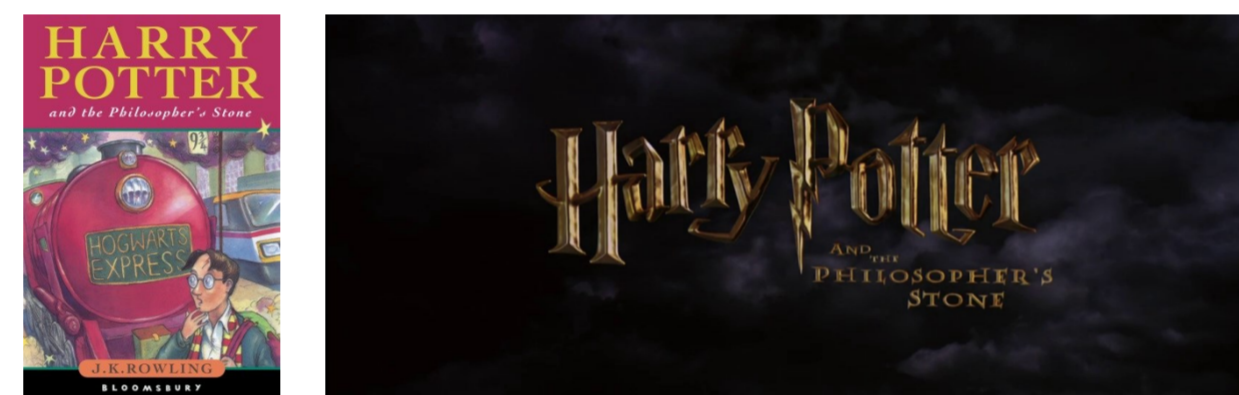 HARRY
POTTER
and the Philosopher's Stone
9¾
HOGWARTS
EXPRESS
J.K.ROWLING
BLOOMSBURY
Harry Potter
AND
THE
PHILOSOPHER'S
STONE